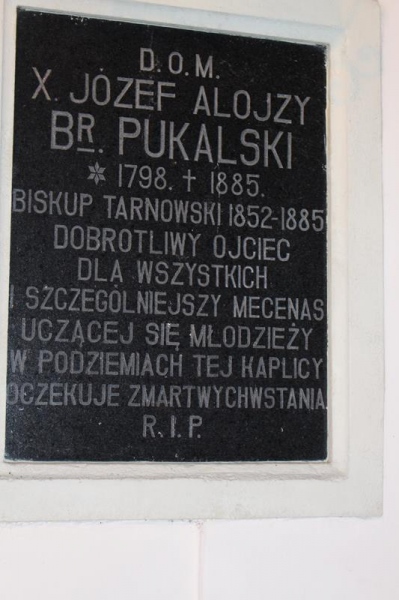 D.O.M.
X. JÓZEF ALOJZY
BR. PUKALSKI
* 1798. † 1885.
BISKUP TARNOWSKI 1852-1885
DOBROTLIWY OJCIEC
DLA WSZYSTKICH
I SZCZEGÓLNIEJSZY MECENAS
UCZĄCEJ SIĘ MŁODZIEŻY
W PODZIEMIACH TEJ KAPLICY
OCZEKUJE ZMARTWYCHWSTANIA.
R.I.P.